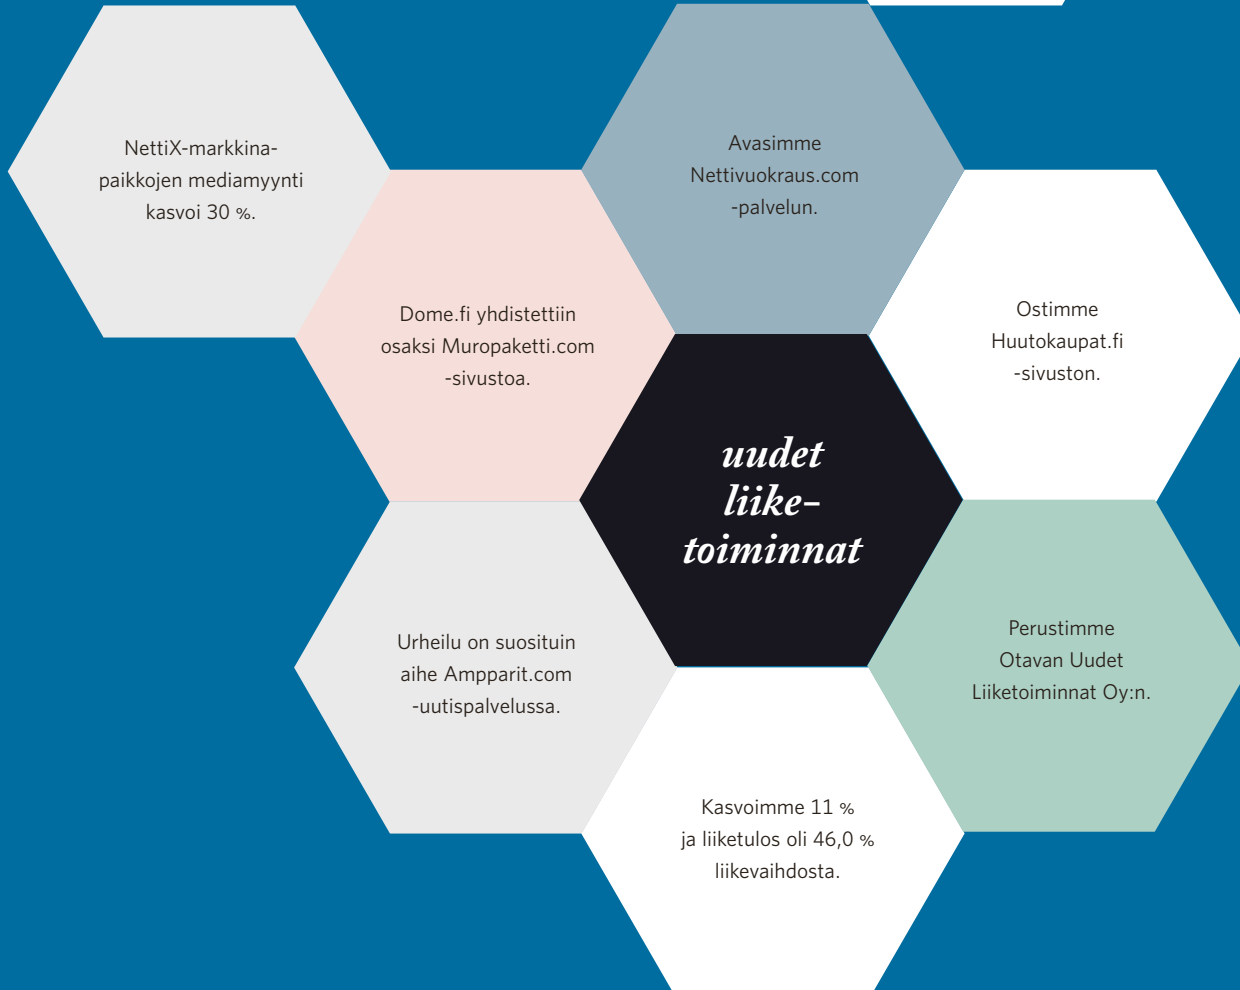 NettiX-markkina-
paikkojen mediamyynti
kasvoi 30 %.
Avasimme
Nettivuokraus.com
-palvelun.
Dome.fi yhdistettiin
osaksi Muropaketti.com
-sivustoa.
Ostimme
Huutokaupat.fi
-sivuston.
uudet
liike-
toiminnat
Urheilu on suosituin
aihe Ampparit.com
-uutispalvelussa.
Perustimme
Otavan Uudet
Liiketoiminnat Oy:n.
Kasvoimme 11 %
ja liiketulos oli 46,0 %
liikevaihdosta.